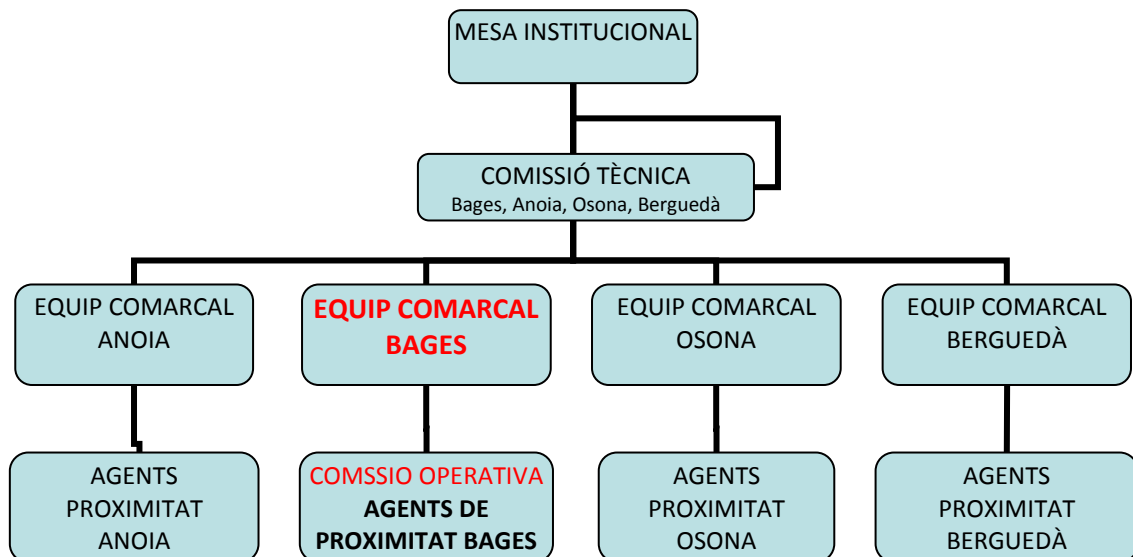 MESA INSTITUCIONAL
COMISSIÓ TÈCNICA
Bages, Anoia, Osona, Berguedà
EQUIP COMARCAL
ANOIA
EQUIP COMARCAL
BAGES
EQUIP COMARCAL
OSONA
EQUIP COMARCAL
BERGUEDÀ
AGENTS
PROXIMITAT
ANOIA
COMSSIO OPERATIVA
AGENTS DE
PROXIMITAT BAGES
AGENTS
PROXIMITAT
OSONA
AGENTS
PROXIMITAT
BERGUEDÀ